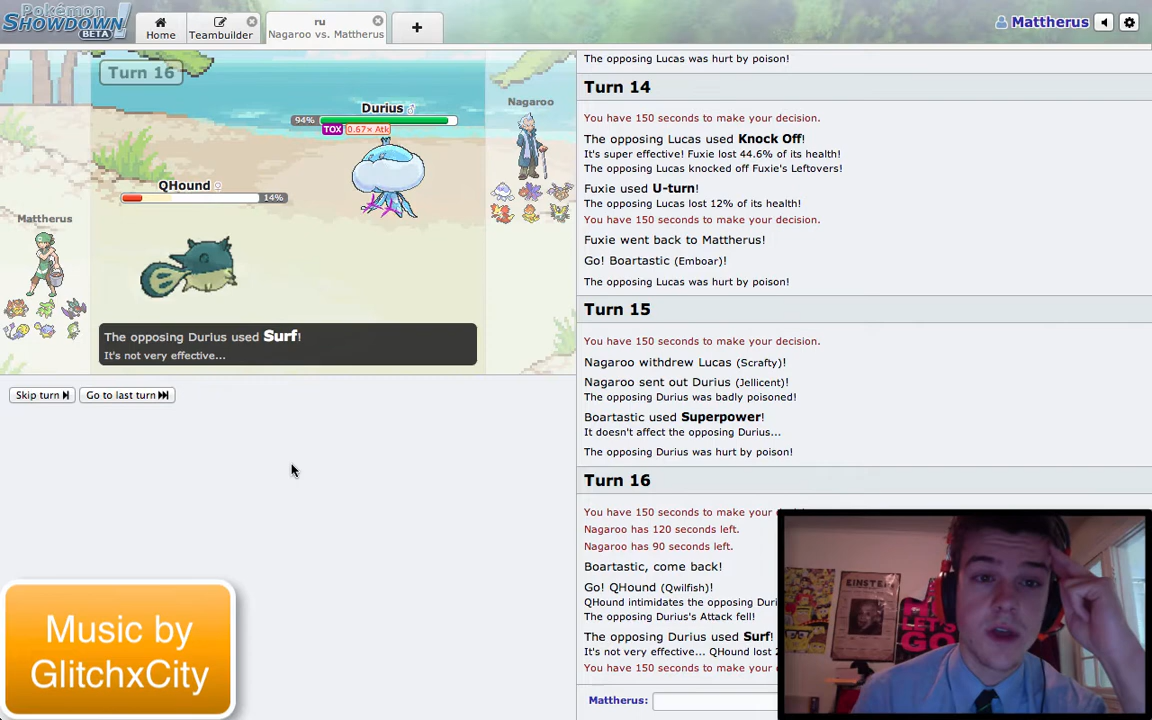 Pokémon
SHOWDOWN!
BETA
Home
Teambuilder
ru
Nagaroo vs. Mattherus
Mattherus
Turn 16
Durius
94%
TOX 0.67× Atk
Nagaroo
QHound
14%
Mattherus
The opposing Durius used Surf!
It's not very effective...
Skip turn
Go to last turn
The opposing Lucas was hurt by poison!
Turn 14
You have 150 seconds to make your decision.
The opposing Lucas used Knock Off!
It's super effective! Fuxie lost 44.6% of its health!
The opposing Lucas knocked off Fuxie's Leftovers!
Fuxie used U-turn!
The opposing Lucas lost 12% of its health!
You have 150 seconds to make your decision.
Fuxie went back to Mattherus!
Go! Boartastic (Emboar)!
The opposing Lucas was hurt by poison!
Turn 15
You have 150 seconds to make your decision.
Nagaroo withdrew Lucas (Scrafty)!
Nagaroo sent out Durius (Jellicent)!
The opposing Durius was badly poisoned!
Boartastic used Superpower!
It doesn't affect the opposing Durius...
The opposing Durius was hurt by poison!
Turn 16
You have 150 seconds to make your
Nagaroo has 120 seconds left.
Nagaroo has 90 seconds left.
Boartastic, come back!
Go! QHound (Qwilfish)!
QHound intimidates the opposing
The opposing Durius's Attack fell!
The opposing Durius used Surf!
It's not very effective... QHound lost
You have 150 seconds to make your
Mattherus:
EINSTEIN
LET'S
GO
Music by
GlitchxCity